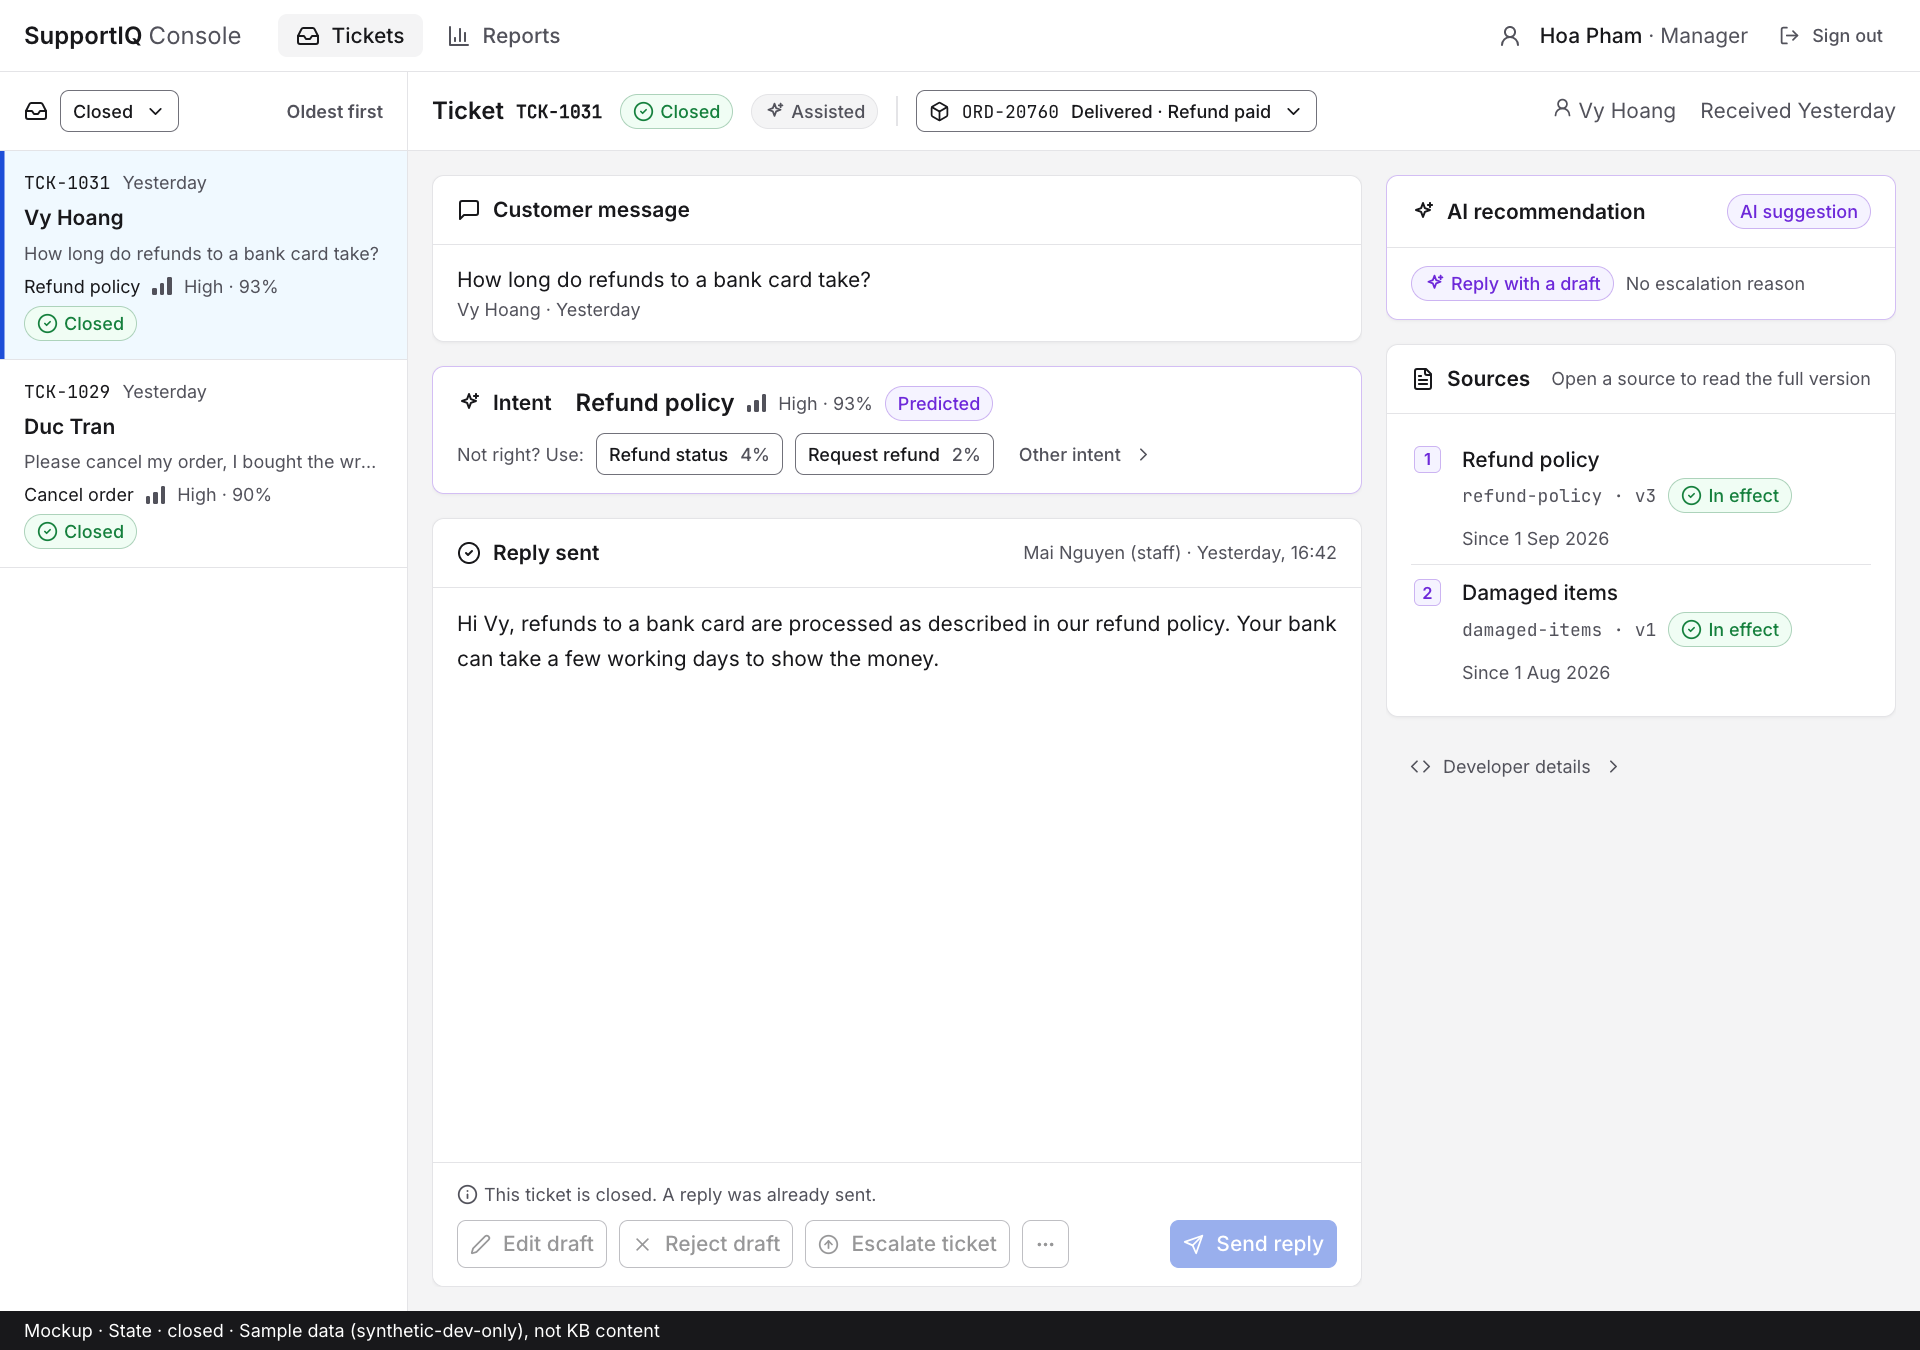 SupportIQ Console
Tickets
Reports
Hoa Pham · Manager
Sign out
Closed
Oldest first
TCK-1031 Yesterday
Vy Hoang
How long do refunds to a bank card take?
Refund policy High · 93%
Closed
TCK-1029 Yesterday
Duc Tran
Please cancel my order, I bought the wr...
Cancel order High · 90%
Closed
Ticket TCK-1031 Closed Assisted ORD-20760 Delivered · Refund paid
Vy Hoang Received Yesterday
Customer message
How long do refunds to a bank card take?
Vy Hoang · Yesterday
Intent Refund policy High · 93% Predicted
Not right? Use: Refund status 4% Request refund 2% Other intent
Reply sent Mai Nguyen (staff) · Yesterday, 16:42
Hi Vy, refunds to a bank card are processed as described in our refund policy. Your bank
can take a few working days to show the money.
This ticket is closed. A reply was already sent.
Edit draft Reject draft Escalate ticket ... Send reply
AI recommendation AI suggestion
Reply with a draft No escalation reason
Sources Open a source to read the full version
1 Refund policy
refund-policy · v3 In effect
Since 1 Sep 2026
2 Damaged items
damaged-items · v1 In effect
Since 1 Aug 2026
Developer details
Mockup · State · closed · Sample data (synthetic-dev-only), not KB content